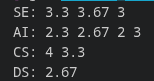 SE: 3.3 3.67 3
AI: 2.3 2.67 2 3
CS: 4 3.3
DS: 2.67